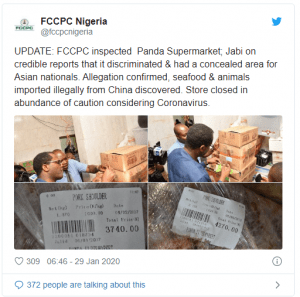 FCCPC Nigeria
@fccpcnigeria
UPDATE: FCCPC inspected Panda Supermarket; Jabi on
credible reports that it discriminated & had a concealed area for
Asian nationals. Allegation confirmed, seafood & animals
imported illegally from China discovered. Store closed in
abundance of caution considering Coronavirus.
PORK SHOULDER
3740.00
309 06:46 - 29 Jan 2020
372 people are talking about this